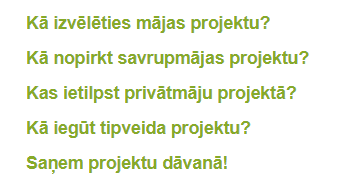 Kā izvēlēties mājas projektu?
Kā nopirkt savrupmājas projektu?
Kas ietilpst privātmāju projektā?
Kā iegūt tipveida projektu?
Saņem projektu dāvanā!